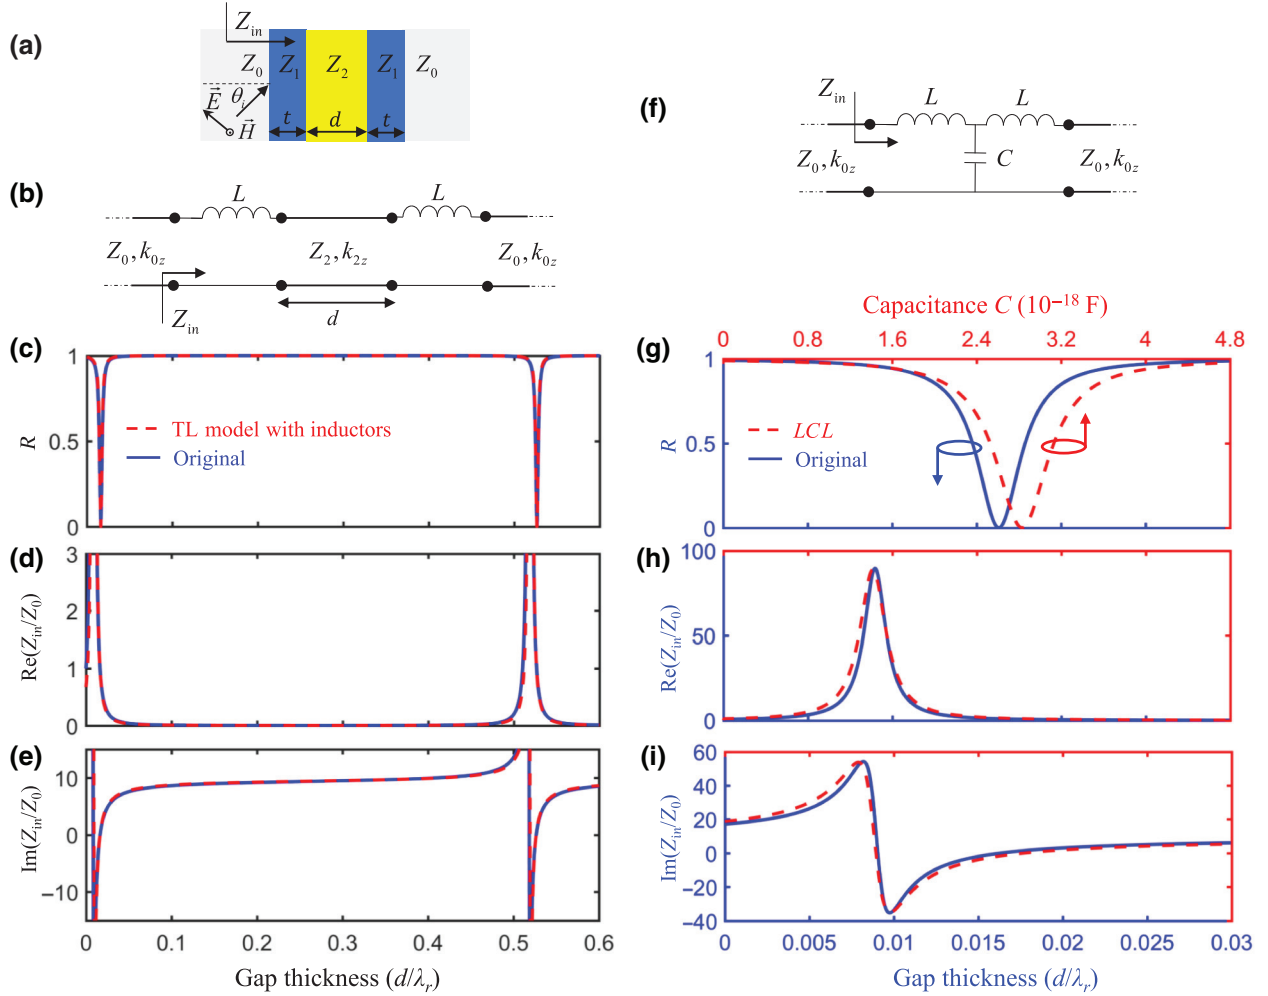 (a)
Z_in
Z_0 Z_1 Z_2 Z_1 Z_0
E⃗ θ_i
H⃗ t d t
(b)
L L
Z_0, k_0z Z_2, k_2z Z_0, k_0z
Z_in d
(c)
1
0.5
0
R
TL model with inductors
Original
(d)
3
2
1
0
Re(Z_in/Z_0)
(e)
10
0
−10
Im(Z_in/Z_0)
0 0.1 0.2 0.3 0.4 0.5 0.6
Gap thickness (d/λ_r)
(f)
Z_in L L
Z_0, k_0z C Z_0, k_0z
Capacitance C (10⁻¹⁸ F)
0 0.8 1.6 2.4 3.2 4 4.8
(g)
1
0.5
0
R
LCL
Original
(h)
100
50
0
Re(Z_in/Z_0)
(i)
60
40
20
0
−20
−40
Im(Z_in/Z_0)
0 0.005 0.01 0.015 0.02 0.025 0.03
Gap thickness (d/λ_r)